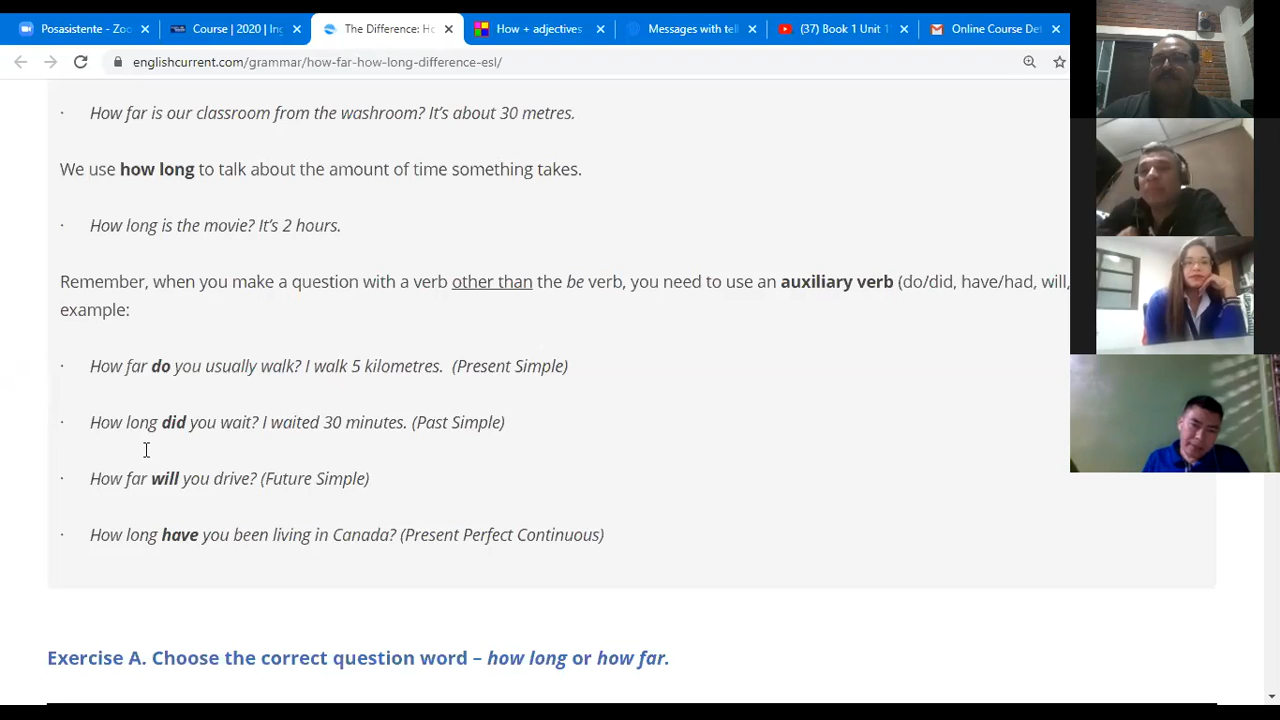 Posasistente - Zoo
Course | 2020 | Ing
The Difference: Ho
How + adjectives
Messages with tell
(37) Book 1 Unit 1
Online Course Det
englishcurrent.com/grammar/how-far-how-long-difference-esl/
· How far is our classroom from the washroom? It's about 30 metres.
We use how long to talk about the amount of time something takes.
· How long is the movie? It's 2 hours.
Remember, when you make a question with a verb other than the be verb, you need to use an auxiliary verb (do/did, have/had, will,
example:
· How far do you usually walk? I walk 5 kilometres. (Present Simple)
· How long did you wait? I waited 30 minutes. (Past Simple)
· How far will you drive? (Future Simple)
· How long have you been living in Canada? (Present Perfect Continuous)
Exercise A. Choose the correct question word – how long or how far.